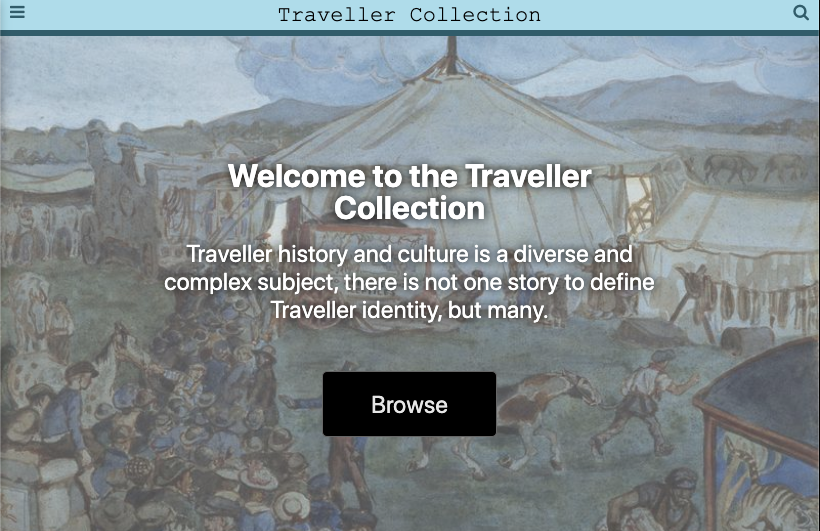 Traveller Collection
Welcome to the Traveller
Collection
Traveller history and culture is a diverse and
complex subject, there is not one story to define
Traveller identity, but many.
Browse